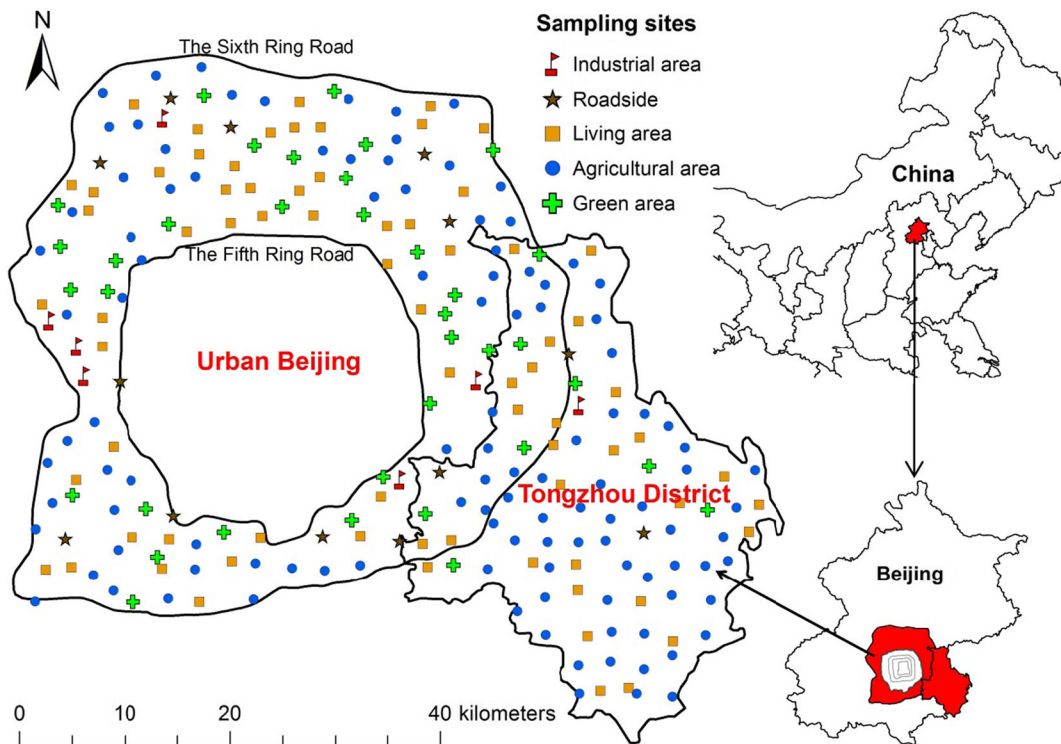 N
The Sixth Ring Road
Sampling sites
Industrial area
Roadside
Living area
Agricultural area
Green area
China
The Fifth Ring Road
Urban Beijing
Tongzhou District
Beijing
0 10 20 40 kilometers